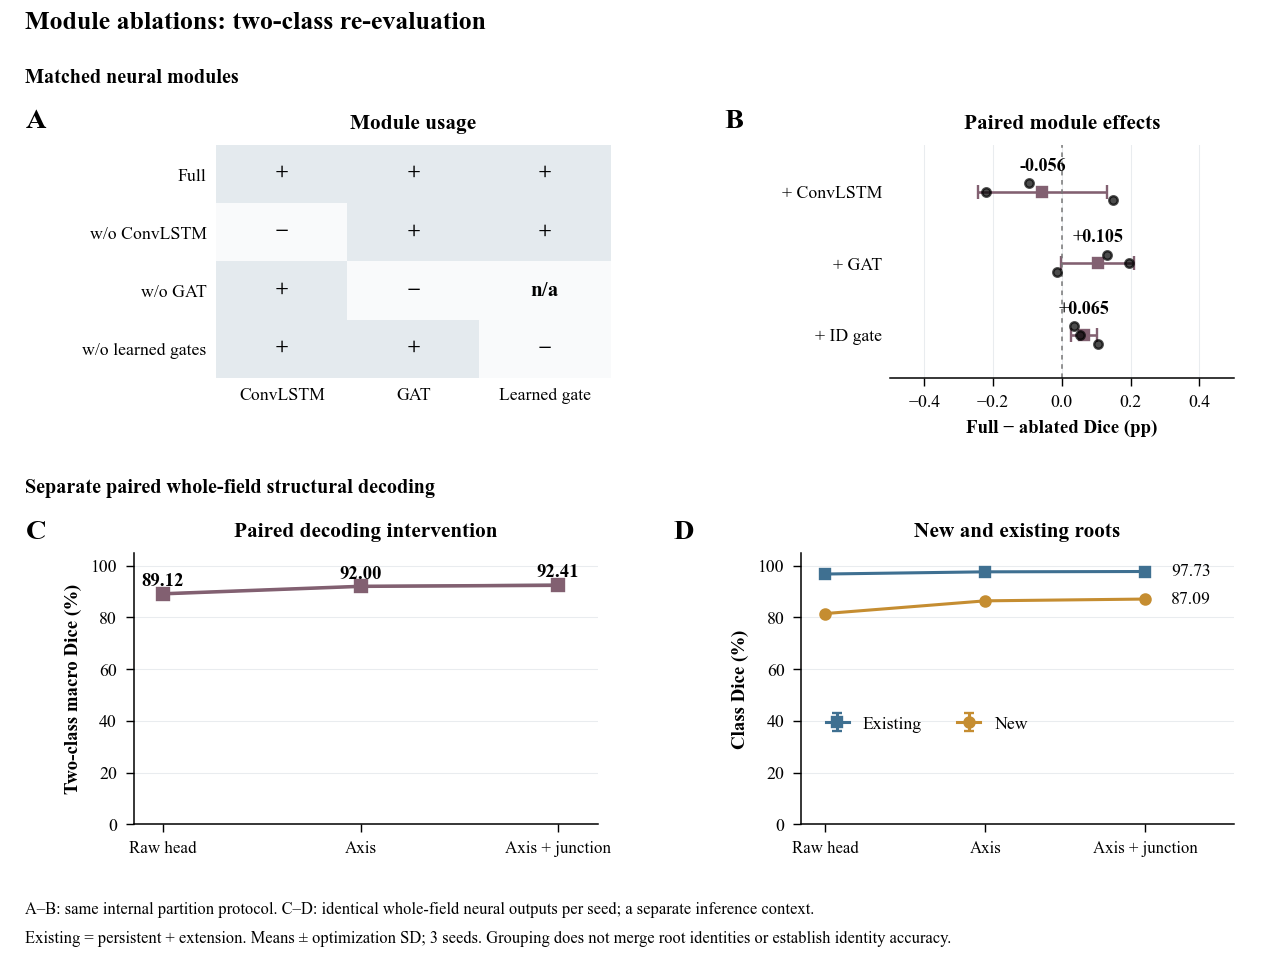 Module ablations: two-class re-evaluation
Matched neural modules
A
Module usage
Full + + +
w/o ConvLSTM − + +
w/o GAT + − n/a
w/o learned gates + + −
ConvLSTM GAT Learned gate
B
Paired module effects
-0.056
+ ConvLSTM
+0.105
+ GAT
+0.065
+ ID gate
−0.4 −0.2 0.0 0.2 0.4
Full − ablated Dice (pp)
Separate paired whole-field structural decoding
C
Paired decoding intervention
Two-class macro Dice (%)
100
80
60
40
20
0
89.12 92.00 92.41
Raw head Axis Axis + junction
D
New and existing roots
Class Dice (%)
100
80
60
40
20
0
97.73
87.09
Existing New
Raw head Axis Axis + junction
A–B: same internal partition protocol. C–D: identical whole-field neural outputs per seed; a separate inference context.
Existing = persistent + extension. Means ± optimization SD; 3 seeds. Grouping does not merge root identities or establish identity accuracy.